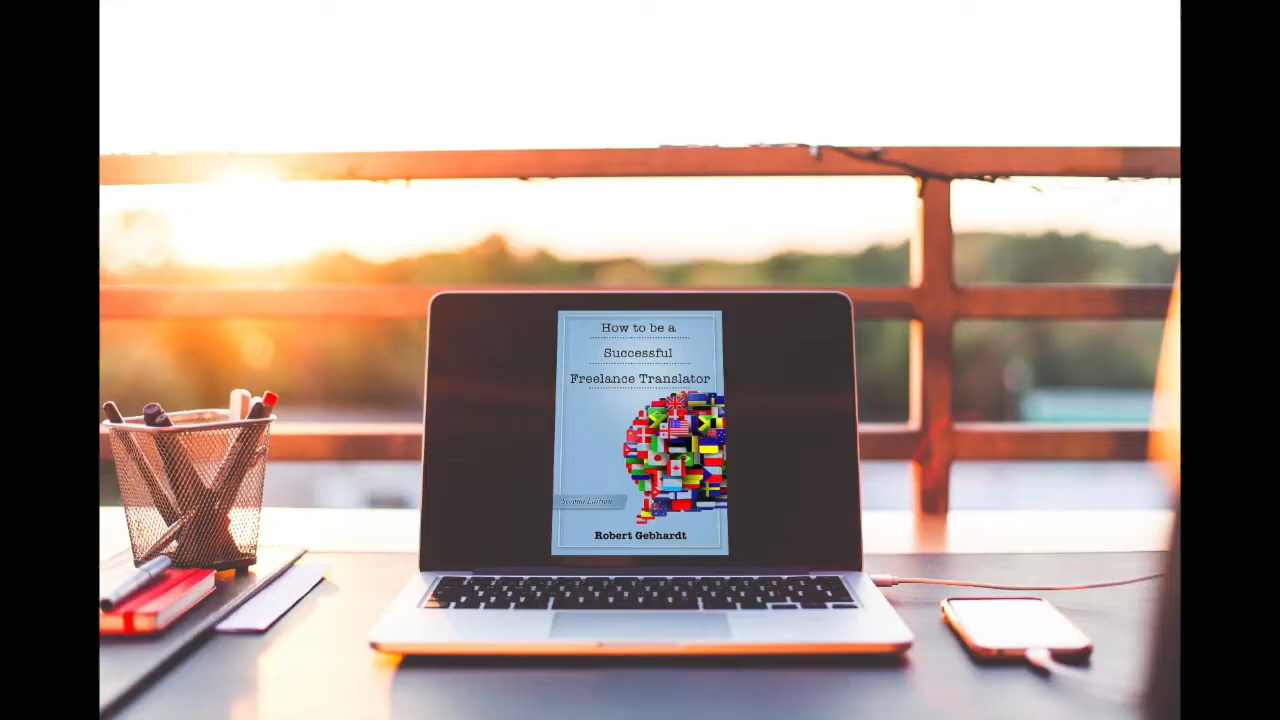 How to be a
Successful
Freelance Translator
Second Edition
Robert Gebhardt